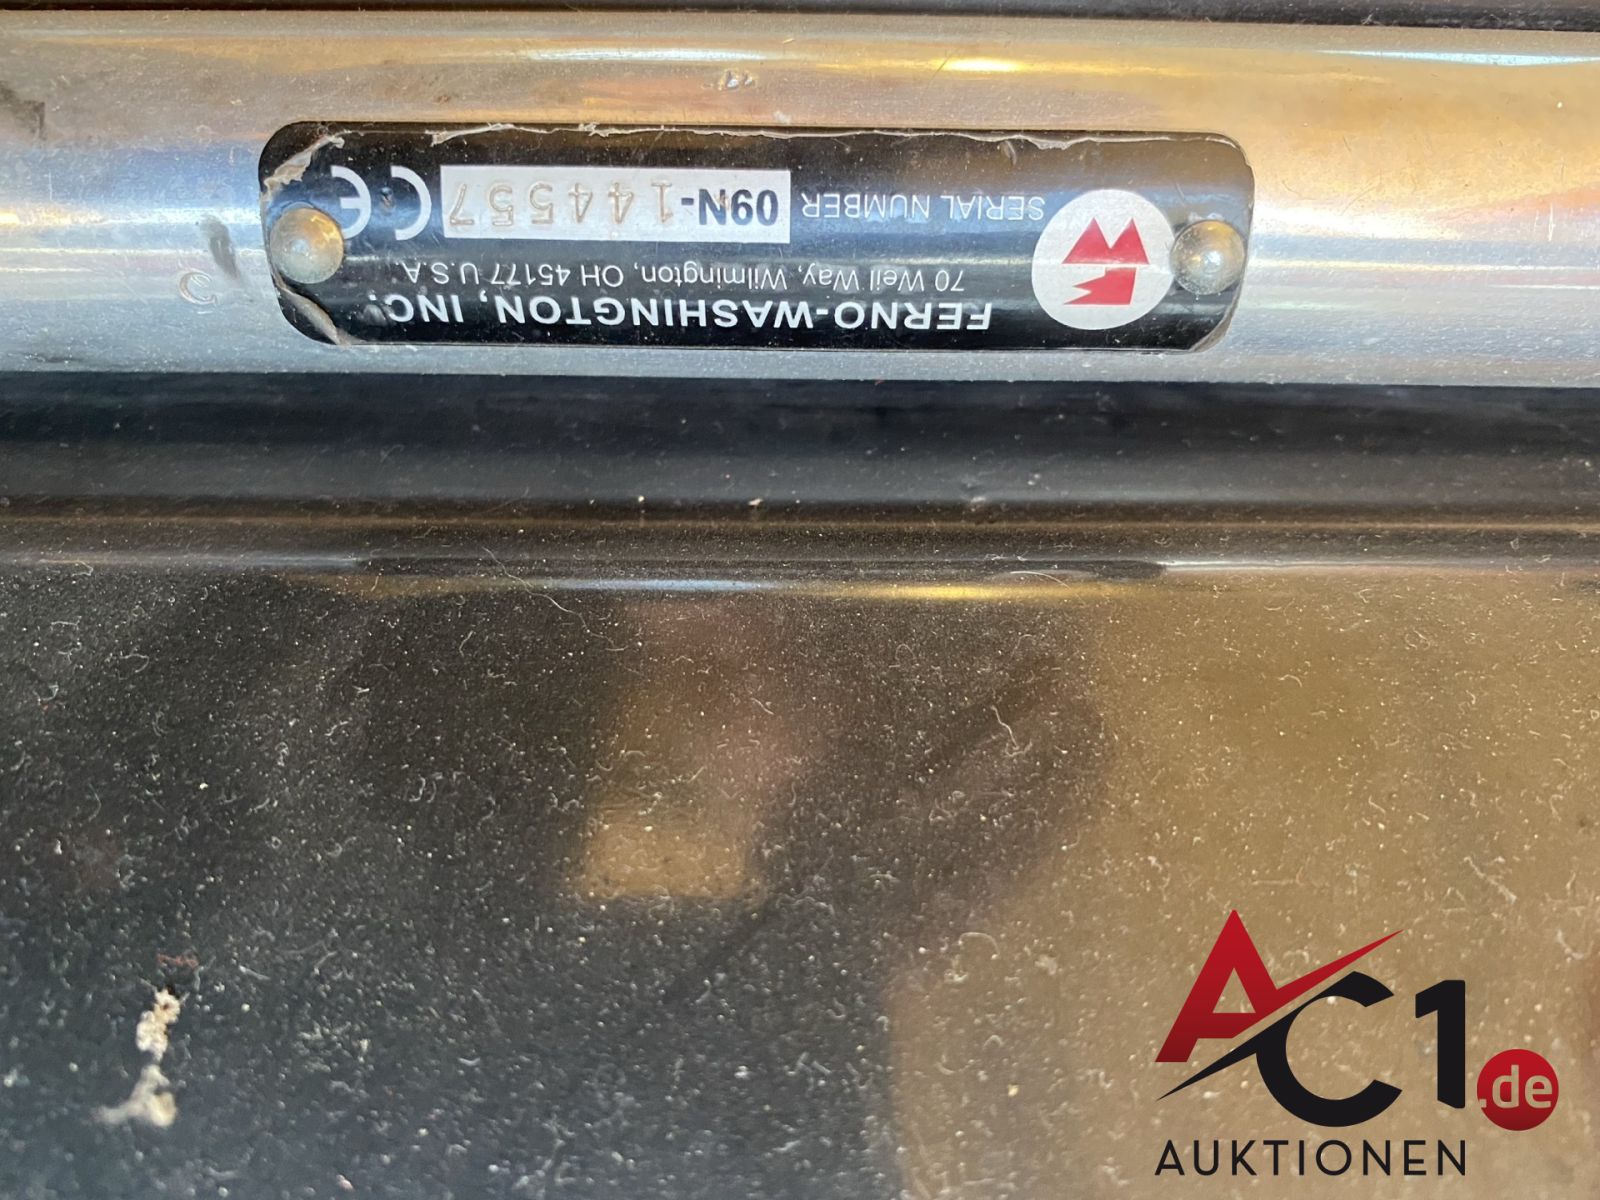 FERNO-WASHINGTON, INC.
70 Weil Way, Wilmington, OH 45177 U.S.A.
SERIAL NUMBER 09N-144557 CE
AC1.de
AUKTIONEN